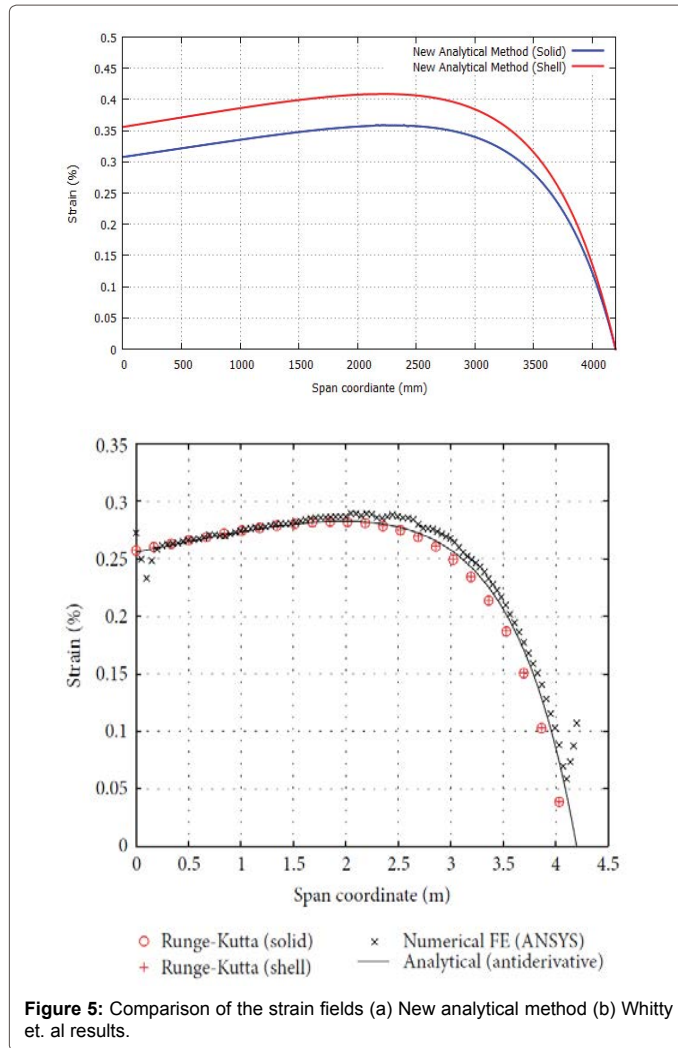 0.5
0.45
0.4
0.35
0.3
0.25
0.2
0.15
0.1
0.05
0
Strain (%)
New Analytical Method (Solid)
New Analytical Method (Shell)
0 500 1000 1500 2000 2500 3000 3500 4000
Span coordiante (mm)
0.35
0.3
0.25
0.2
0.15
0.1
0.05
0
Strain (%)
0 0.5 1 1.5 2 2.5 3 3.5 4 4.5
Span coordinate (m)
Runge-Kutta (solid)
Runge-Kutta (shell)
Numerical FE (ANSYS)
Analytical (antiderivative)
Figure 5: Comparison of the strain fields (a) New analytical method (b) Whitty
et. al results.